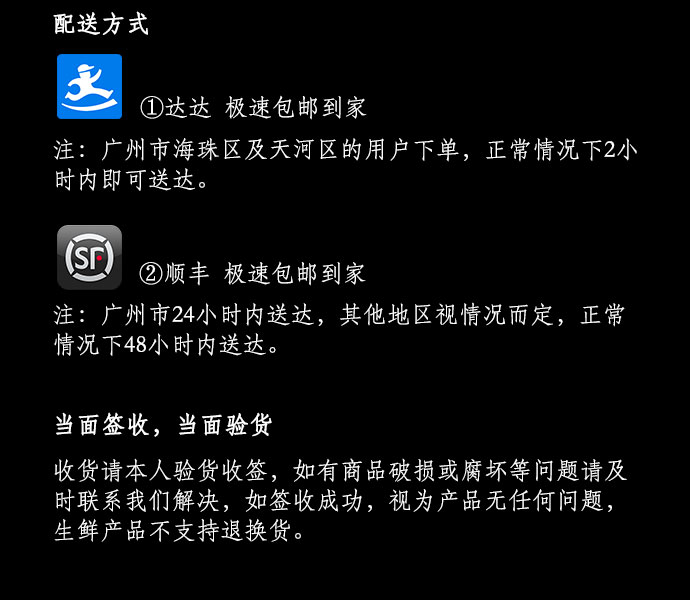 配送方式
①达达 极速包邮到家
注：广州市海珠区及天河区的用户下单，正常情况下2小
时内即可送达。
SF
②顺丰 极速包邮到家
注：广州市24小时内送达，其他地区视情况而定，正常
情况下48小时内送达。
当面签收，当面验货
收货请本人验货收签，如有商品破损或腐坏等问题请及
时联系我们解决，如签收成功，视为产品无任何问题，
生鲜产品不支持退换货。